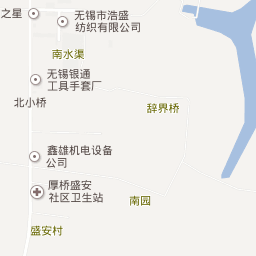 之星
无锡市浩盛
纺织有限公司
南水渠
无锡银通
工具手套厂
北小桥
辞界桥
鑫雄机电设备
公司
厚桥盛安
社区卫生站
南园
盛安村